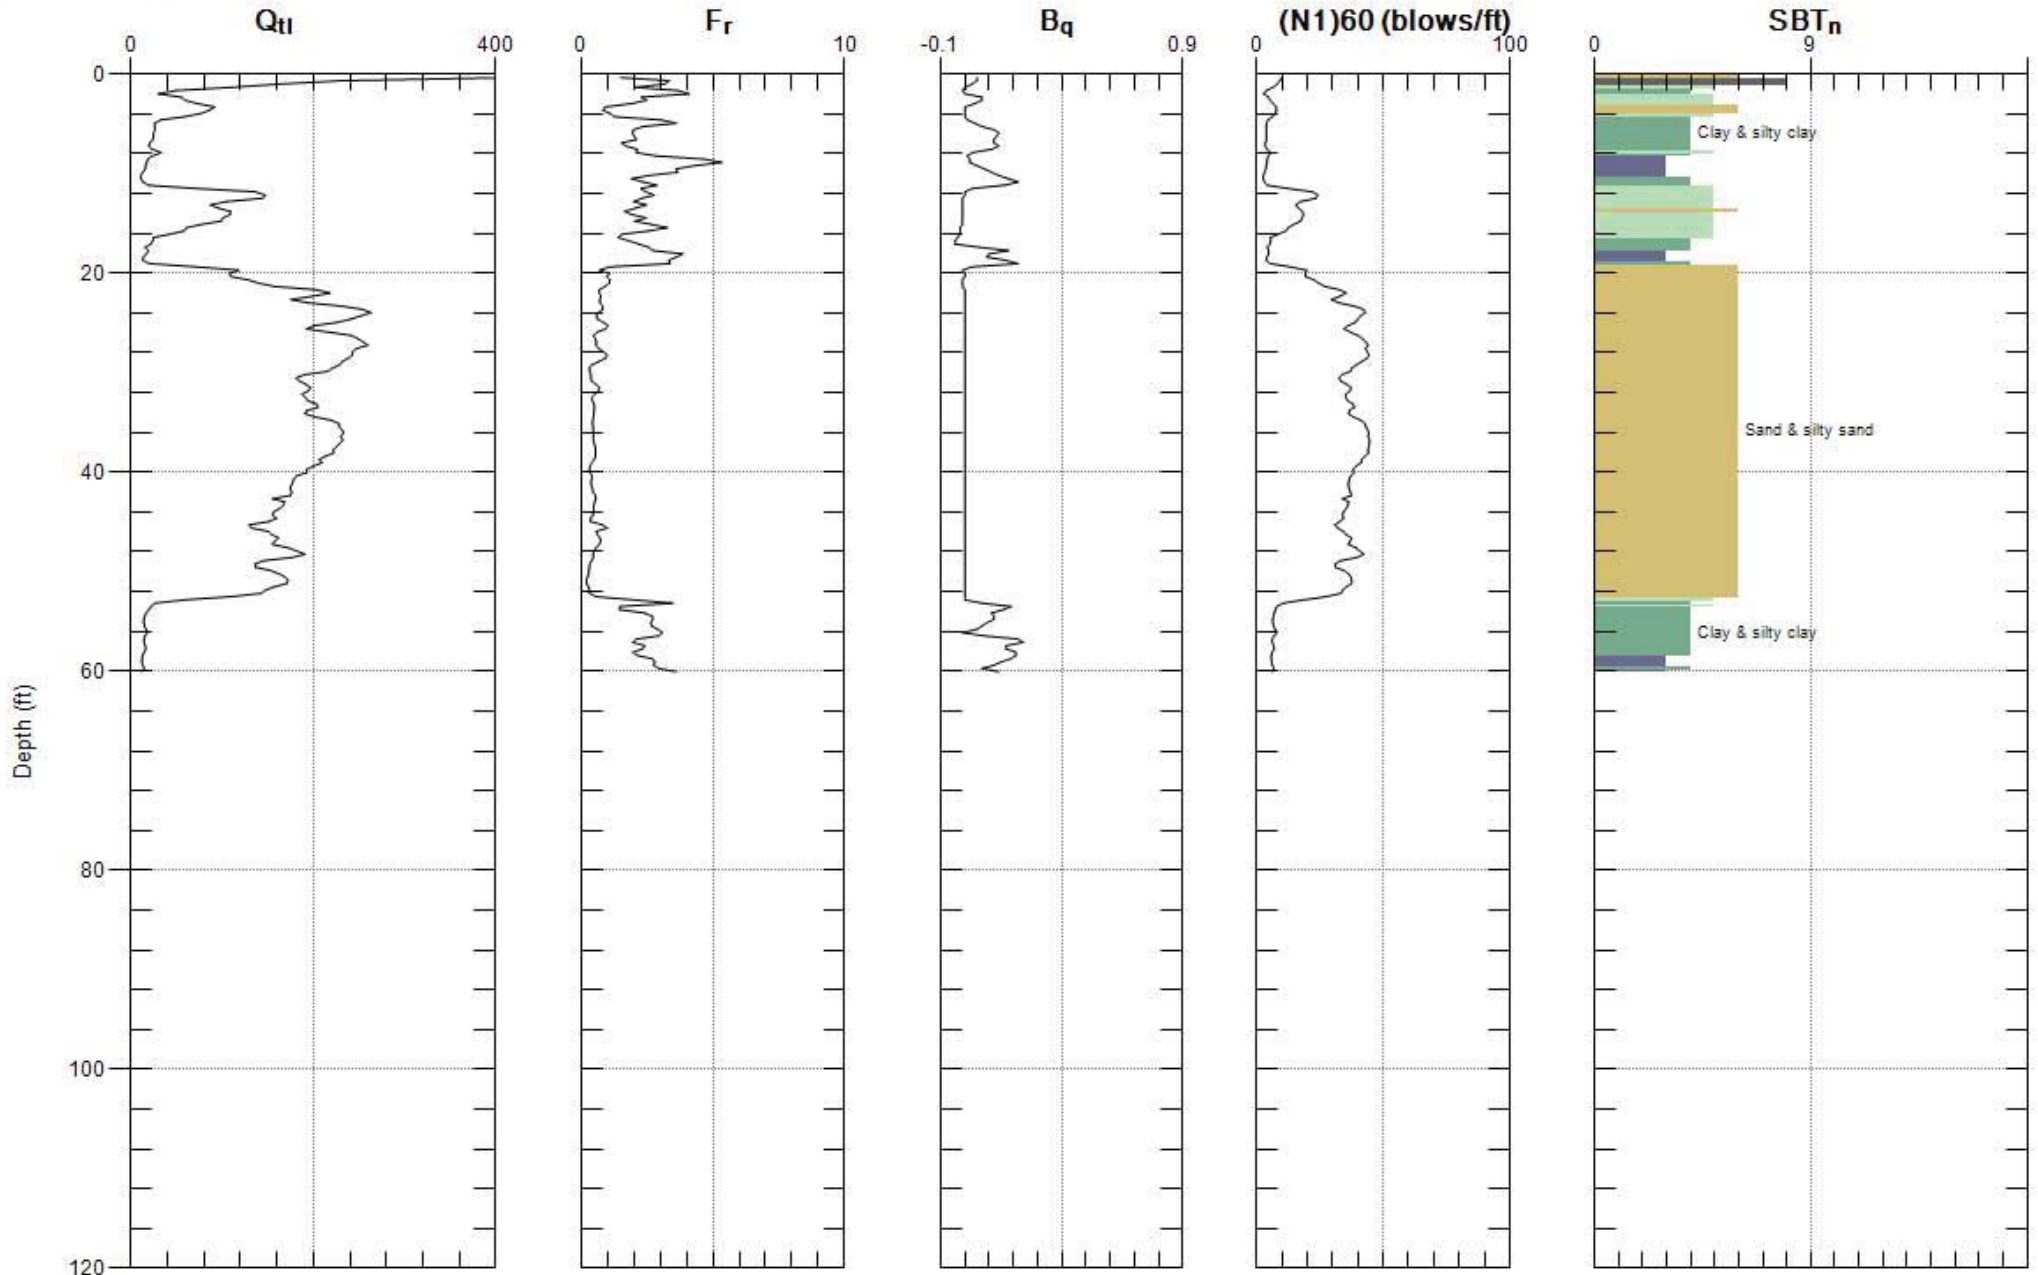 Qtl Fr Bq (N1)60 (blows/ft) SBTn
0 400 0 10 -0.1 0.9 0 100 0 9
0
Clay & silty clay
20
Sand & silty sand
40
Clay & silty clay
60
Depth (ft)
80
100
120